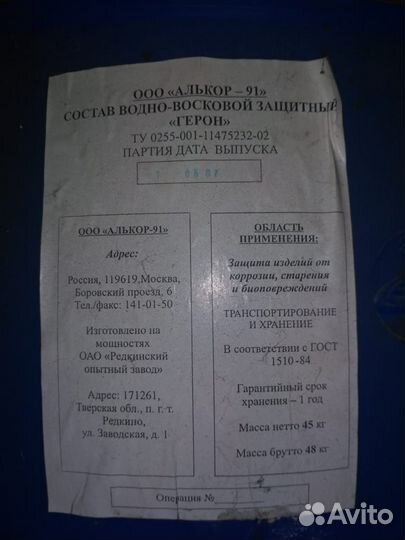 ООО «АЛЬКОР – 91»
СОСТАВ ВОДНО-ВОСКОВОЙ ЗАЩИТНЫЙ
«ГЕРОН»
ТУ 0255-001-11475232-02
ПАРТИЯ ДАТА ВЫПУСКА
ООО «АЛЬКОР-91»
Адрес:
Россия, 119619,Москва,
Боровский проезд, 6
Тел./факс: 141-01-50
Изготовлено на
мощностях
ОАО «Редкинский
опытный завод»
Адрес: 171261,
Тверская обл., п. г. т.
Редкино,
ул. Заводская, д. 1
ОБЛАСТЬ
ПРИМЕНЕНИЯ:
Защита изделий от
коррозии, старения
и биоповреждений
ТРАНСПОРТИРОВАНИЕ
И ХРАНЕНИЕ
В соответствии с ГОСТ
1510-84
Гарантийный срок
хранения – 1 год
Масса нетто 45 кг
Масса брутто 48 кг
Операция №
Avito